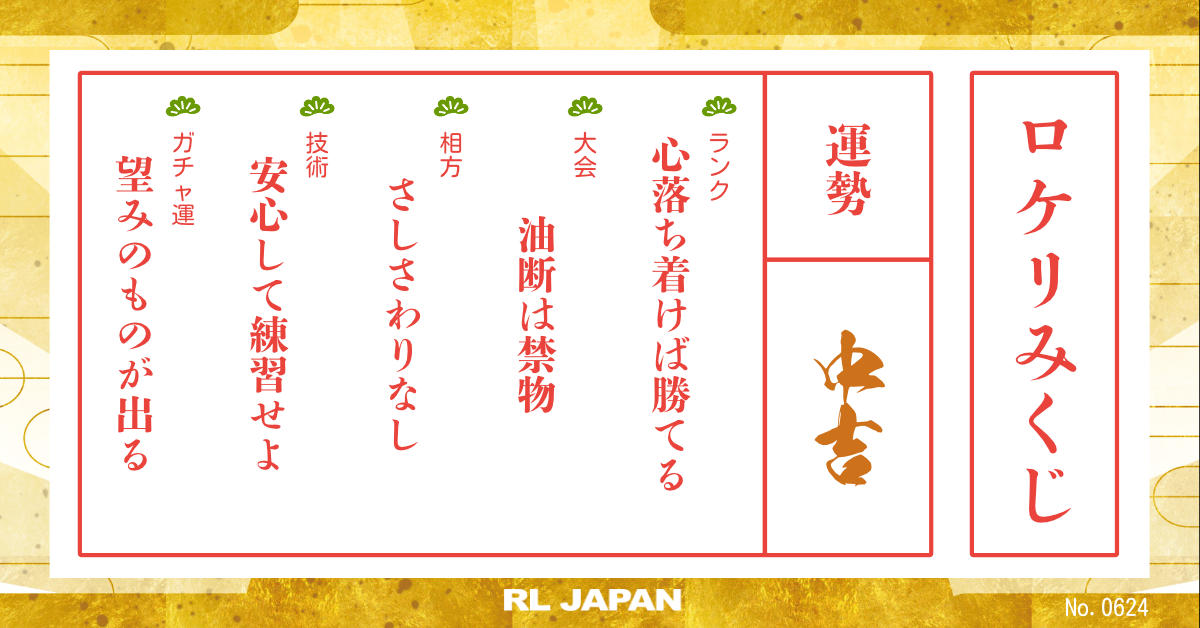 ロケリみくじ
運勢
中吉
ランク
心落ち着けば勝てる
大会
油断は禁物
相方
さしさわりなし
技術
安心して練習せよ
ガチャ運
望みのものが出る
RL JAPAN
No. 0624